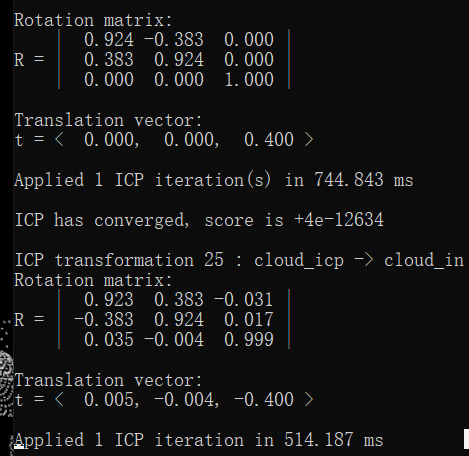 Rotation matrix:
| 0.924 -0.383 0.000 |
R = | 0.383 0.924 0.000 |
| 0.000 0.000 1.000 |
Translation vector:
t = < 0.000, 0.000, 0.400 >
Applied 1 ICP iteration(s) in 744.843 ms
ICP has converged, score is +4e-12634
ICP transformation 25 : cloud_icp -> cloud_in
Rotation matrix:
| 0.923 0.383 -0.031 |
R = | -0.383 0.924 0.017 |
| 0.035 -0.004 0.999 |
Translation vector:
t = < 0.005, -0.004, -0.400 >
Applied 1 ICP iteration in 514.187 ms